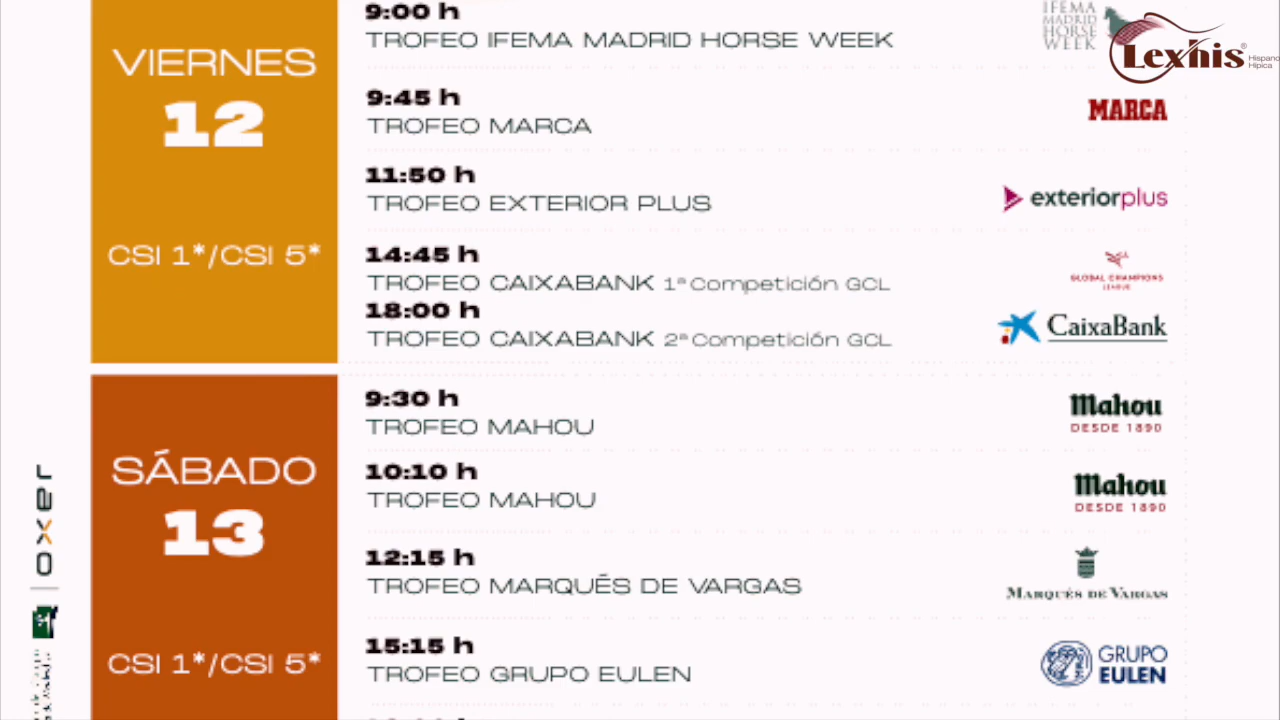 VIERNES
12
CSI 1*/CSI 5*
9:00 h
TROFEO IFEMA MADRID HORSE WEEK
IFEMA
MADRID
HORSE
WEEK
Lexhis®
Hispano
Hípica
9:45 h
TROFEO MARCA
MARCA
11:50 h
TROFEO EXTERIOR PLUS
exteriorplus
14:45 h
TROFEO CAIXABANK 1ª Competición GCL
GLOBAL CHAMPIONS
LEAGUE
18:00 h
TROFEO CAIXABANK 2ª Competición GCL
CaixaBank
SÁBADO
13
CSI 1*/CSI 5*
9:30 h
TROFEO MAHOU
Mahou
DESDE 1890
10:10 h
TROFEO MAHOU
Mahou
DESDE 1890
12:15 h
TROFEO MARQUÉS DE VARGAS
MARQUÉS DE VARGAS
15:15 h
TROFEO GRUPO EULEN
GRUPO
EULEN
oxer